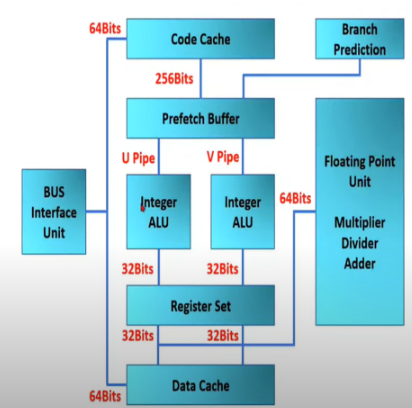 64Bits
Code Cache
Branch
Prediction
256Bits
Prefetch Buffer
U Pipe
V Pipe
Floating Point
Unit
Multiplier
Divider
Adder
BUS
Interface
Unit
Integer
ALU
Integer
ALU
64Bits
32Bits
32Bits
Register Set
32Bits
32Bits
Data Cache
64Bits